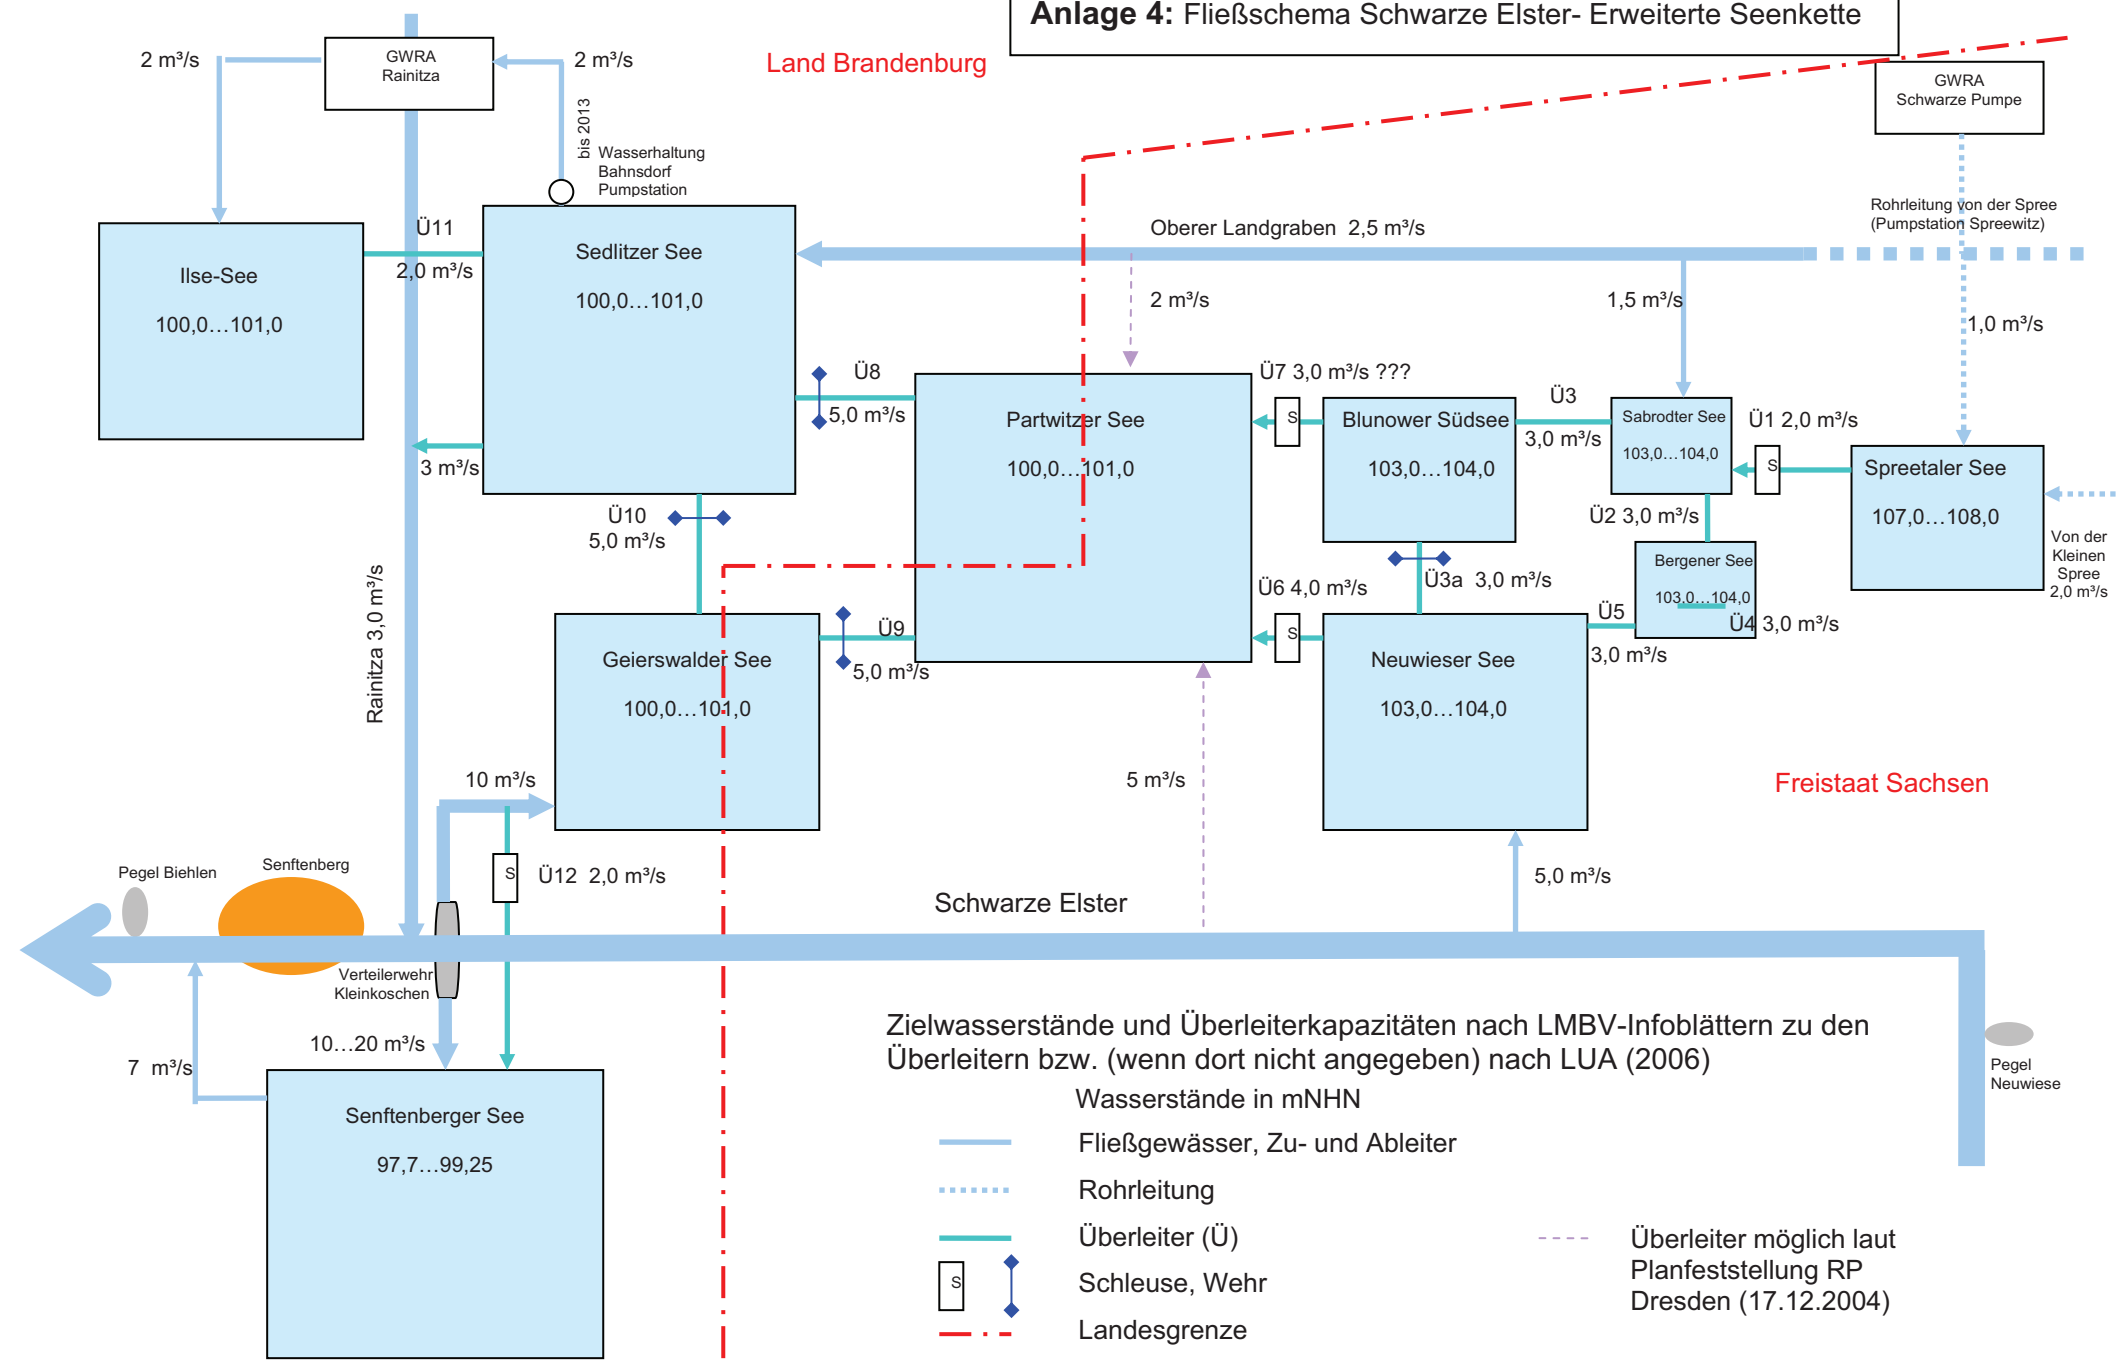 Anlage 4: Fließschema Schwarze Elster- Erweiterte Seenkette
2 m³/s
GWRA
Rainitza
2 m³/s
Land Brandenburg
GWRA
Schwarze Pumpe
bis 2013
Wasserhaltung
Bahnsdorf
Pumpstation
Rohrleitung von der Spree
(Pumpstation Spreewitz)
Ü11
2,0 m³/s
Oberer Landgraben 2,5 m³/s
Ilse-See
100,0…101,0
Sedlitzer See
100,0…101,0
2 m³/s
1,5 m³/s
1,0 m³/s
Ü8
5,0 m³/s
Ü7 3,0 m³/s ???
S
Ü3
3,0 m³/s
Partwitzer See
100,0…101,0
Blunower Südsee
103,0…104,0
Sabrodter See
103,0…104,0
Ü1 2,0 m³/s
S
Spreetaler See
107,0…108,0
3 m³/s
Ü10
5,0 m³/s
Ü2 3,0 m³/s
Von der
Kleinen
Spree
2,0 m³/s
Bergener See
103,0…104,0
Ü4 3,0 m³/s
Ü3a 3,0 m³/s
Ü6 4,0 m³/s
S
Ü5
3,0 m³/s
Rainitza 3,0 m³/s
Ü9
5,0 m³/s
Geierswalder See
100,0…101,0
Neuwieser See
103,0…104,0
10 m³/s
5 m³/s
Freistaat Sachsen
Pegel Biehlen
Senftenberg
S
Ü12 2,0 m³/s
5,0 m³/s
Schwarze Elster
Verteilerwehr
Kleinkoschen
10…20 m³/s
7 m³/s
Pegel
Neuwiese
Senftenberger See
97,7…99,25
Zielwasserstände und Überleiterkapazitäten nach LMBV-Infoblättern zu den
Überleitern bzw. (wenn dort nicht angegeben) nach LUA (2006)
Wasserstände in mNHN
Fließgewässer, Zu- und Ableiter
Rohrleitung
Überleiter (Ü)
S
Schleuse, Wehr
Landesgrenze
Überleiter möglich laut
Planfeststellung RP
Dresden (17.12.2004)